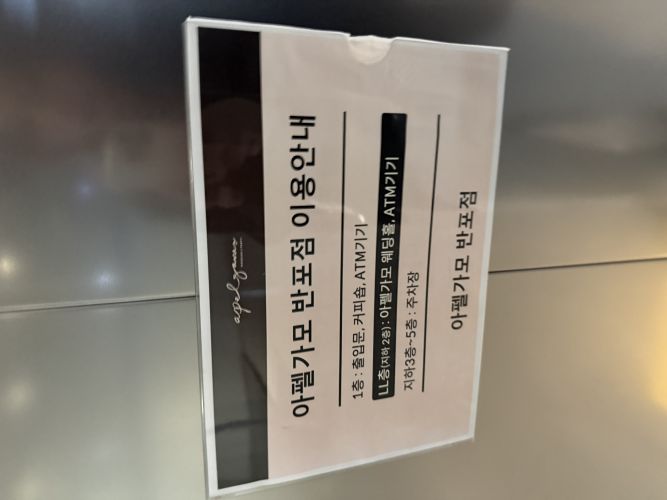 apelgamo
아펠가모 반포점 이용안내
1층 : 출입문, 커피숍, ATM기기
LL층(지하 2층) : 아펠가모 웨딩홀, ATM기기
지하3층~5층 : 주차장
아펠가모 반포점